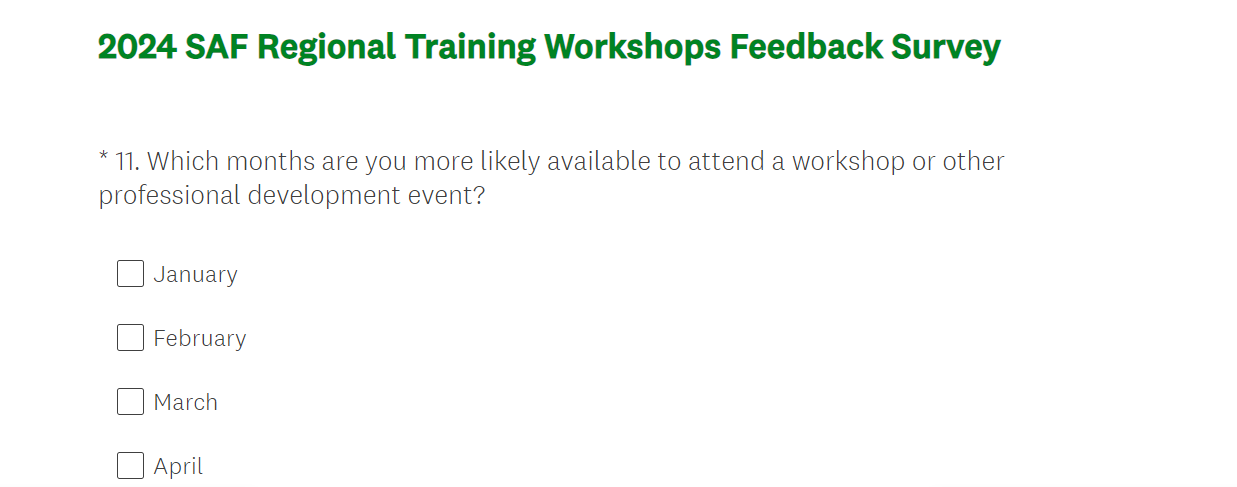 2024 SAF Regional Training Workshops Feedback Survey
* 11. Which months are you more likely available to attend a workshop or other
professional development event?
January
February
March
April